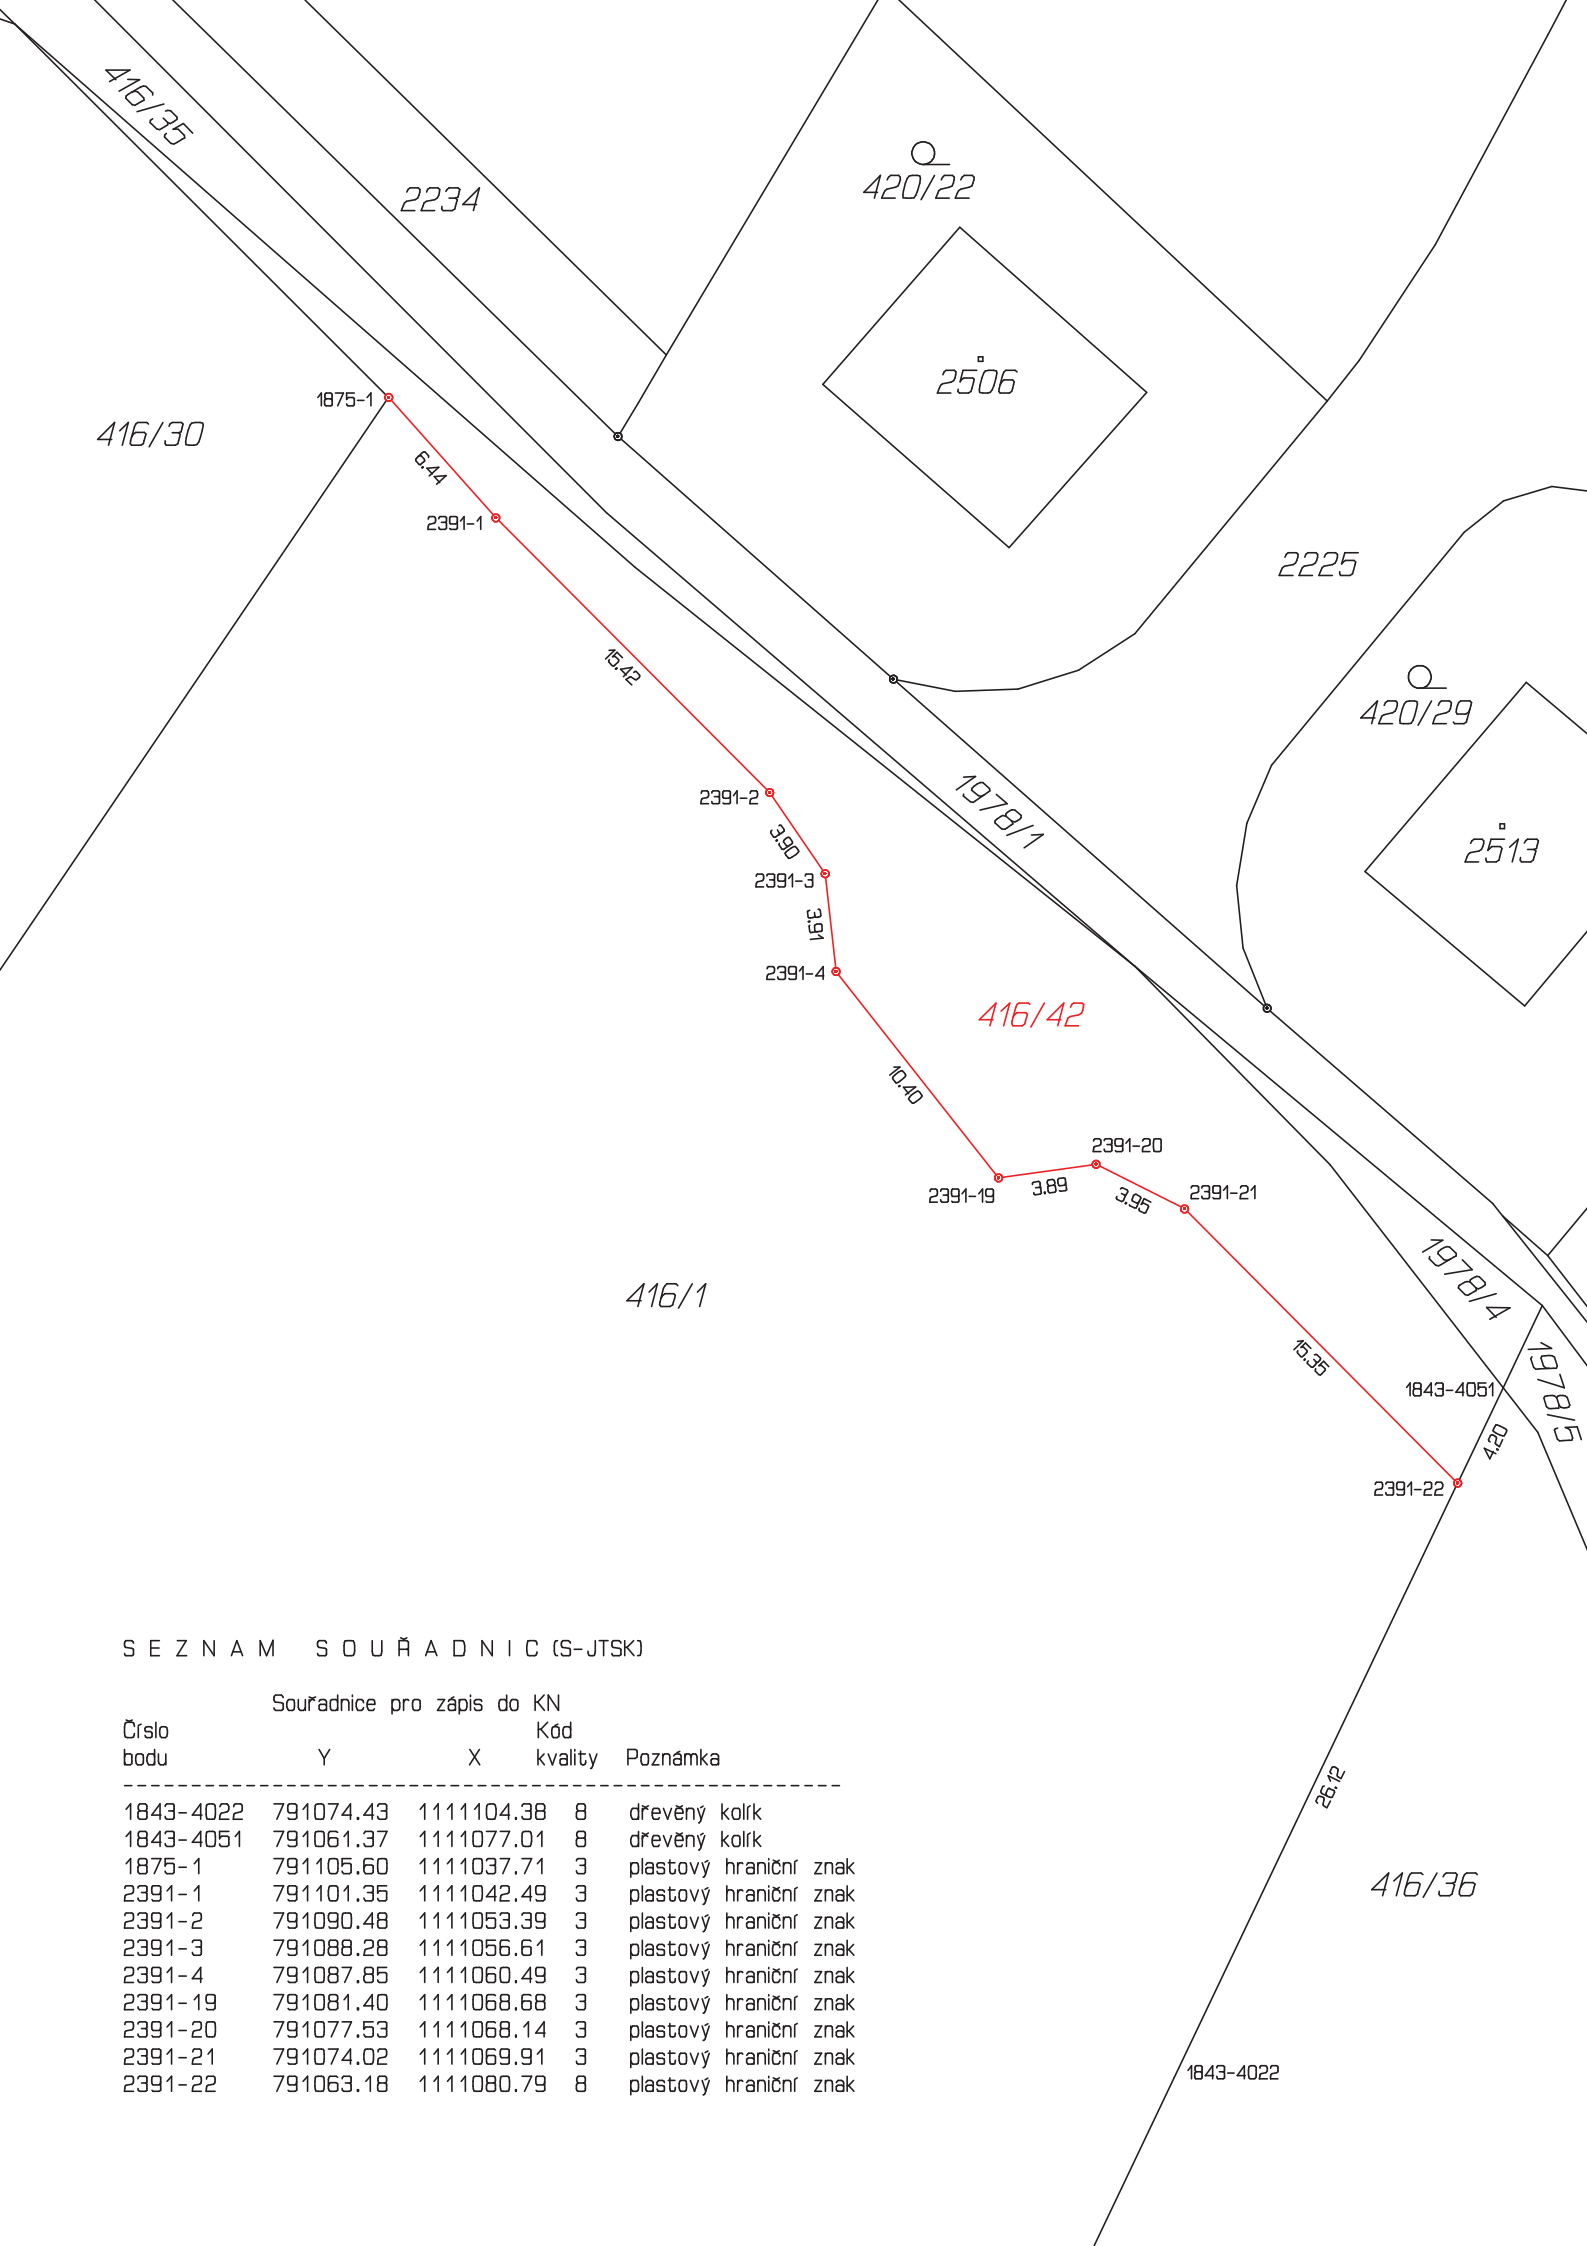 416/35
2234
420/22
2506
1875-1
416/30
6.44
2391-1
2225
15.42
420/29
2391-2
1978/1
3.90
2513
2391-3
3.91
2391-4
416/42
10.40
2391-20
2391-19
3.89
3.95
2391-21
1978/4
416/1
15.35
1843-4051
1978/5
4.20
2391-22
S E Z N A M   S O U Ř A D N I C (S-JTSK)
Souřadnice pro zápis do KN
Číslo Kód
bodu Y X kvality Poznámka
-----------------------------------------------------
1843-4022 791074.43 1111104.38 8 dřevěný kolík
1843-4051 791061.37 1111077.01 8 dřevěný kolík
1875-1 791105.60 1111037.71 3 plastový hraniční znak
2391-1 791101.35 1111042.49 3 plastový hraniční znak
2391-2 791090.48 1111053.39 3 plastový hraniční znak
2391-3 791088.28 1111056.61 3 plastový hraniční znak
2391-4 791087.85 1111060.49 3 plastový hraniční znak
2391-19 791081.40 1111068.68 3 plastový hraniční znak
2391-20 791077.53 1111068.14 3 plastový hraniční znak
2391-21 791074.02 1111069.91 3 plastový hraniční znak
2391-22 791063.18 1111080.79 8 plastový hraniční znak
26.12
416/36
1843-4022